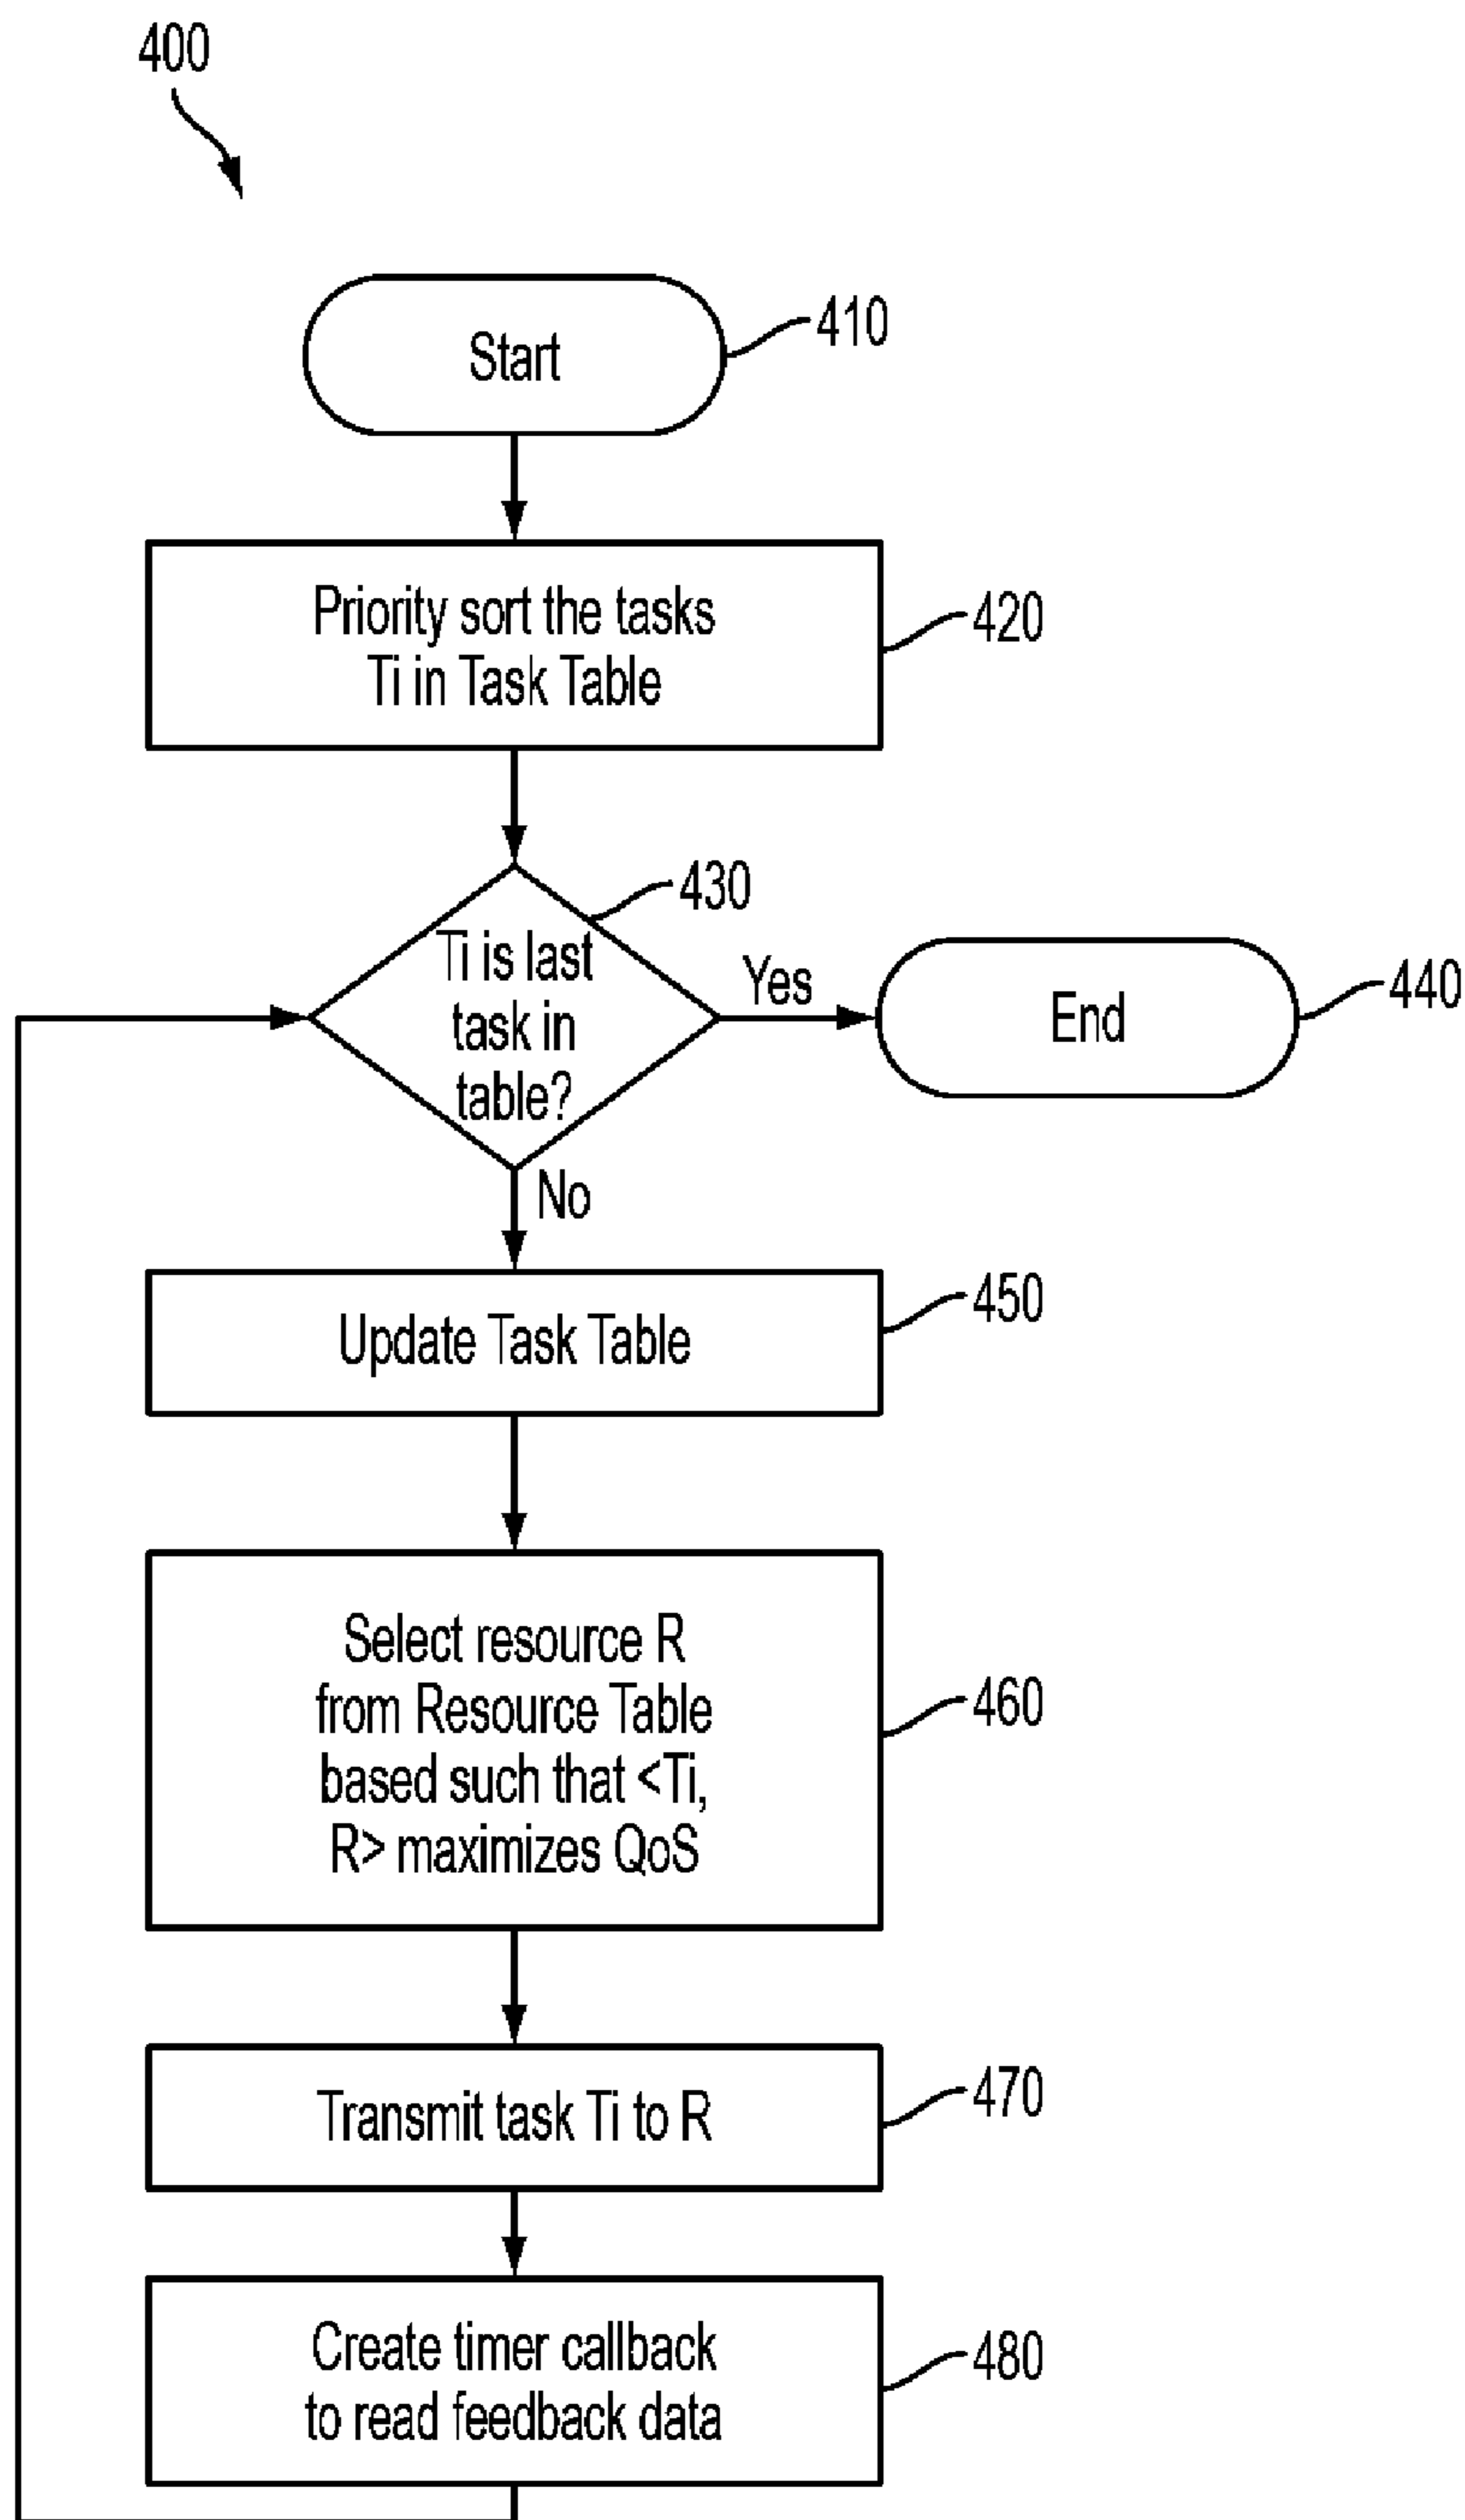 400
Start
410
Priority sort the tasks
Ti in Task Table
420
430
Ti is last
task in
table?
Yes
End
440
No
Update Task Table
450
Select resource R
from Resource Table
based such that <Ti,
R> maximizes QoS
460
Transmit task Ti to R
470
Create timer callback
to read feedback data
480